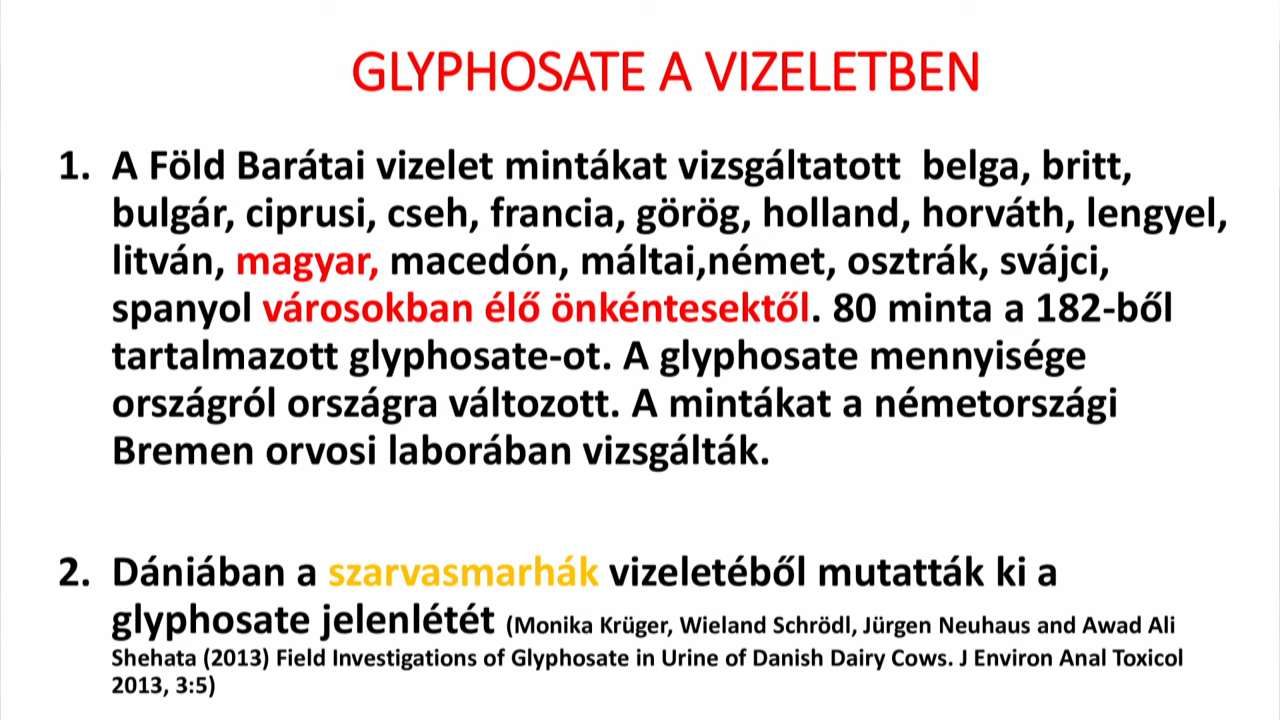 GLYPHOSATE A VIZELETBEN
1. A Föld Barátai vizelet mintákat vizsgáltatott belga, britt,
bulgár, ciprusi, cseh, francia, görög, holland, horváth, lengyel,
litván, magyar, macedón, máltai,német, osztrák, svájci,
spanyol városokban élő önkéntesektől. 80 minta a 182-ből
tartalmazott glyphosate-ot. A glyphosate mennyisége
országról országra változott. A mintákat a németországi
Bremen orvosi laborában vizsgálták.
2. Dániában a szarvasmarhák vizeletéből mutatták ki a
glyphosate jelenlétét (Monika Krüger, Wieland Schrödl, Jürgen Neuhaus and Awad Ali
Shehata (2013) Field Investigations of Glyphosate in Urine of Danish Dairy Cows. J Environ Anal Toxicol
2013, 3:5)